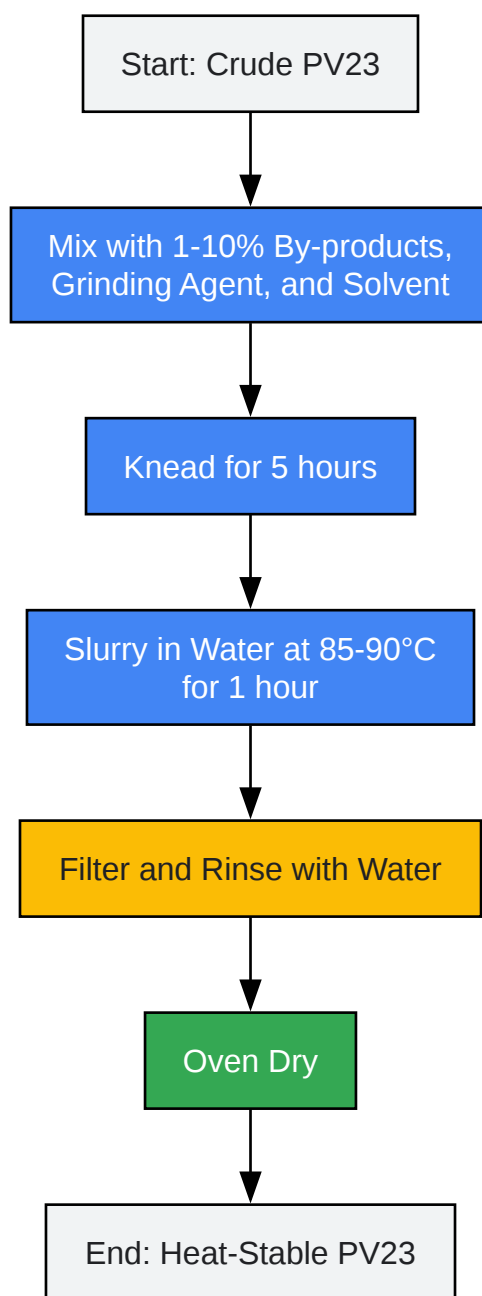 Start: Crude PV23
Mix with 1-10% By-products,
Grinding Agent, and Solvent
Knead for 5 hours
Slurry in Water at 85-90°C
for 1 hour
Filter and Rinse with Water
Oven Dry
End: Heat-Stable PV23